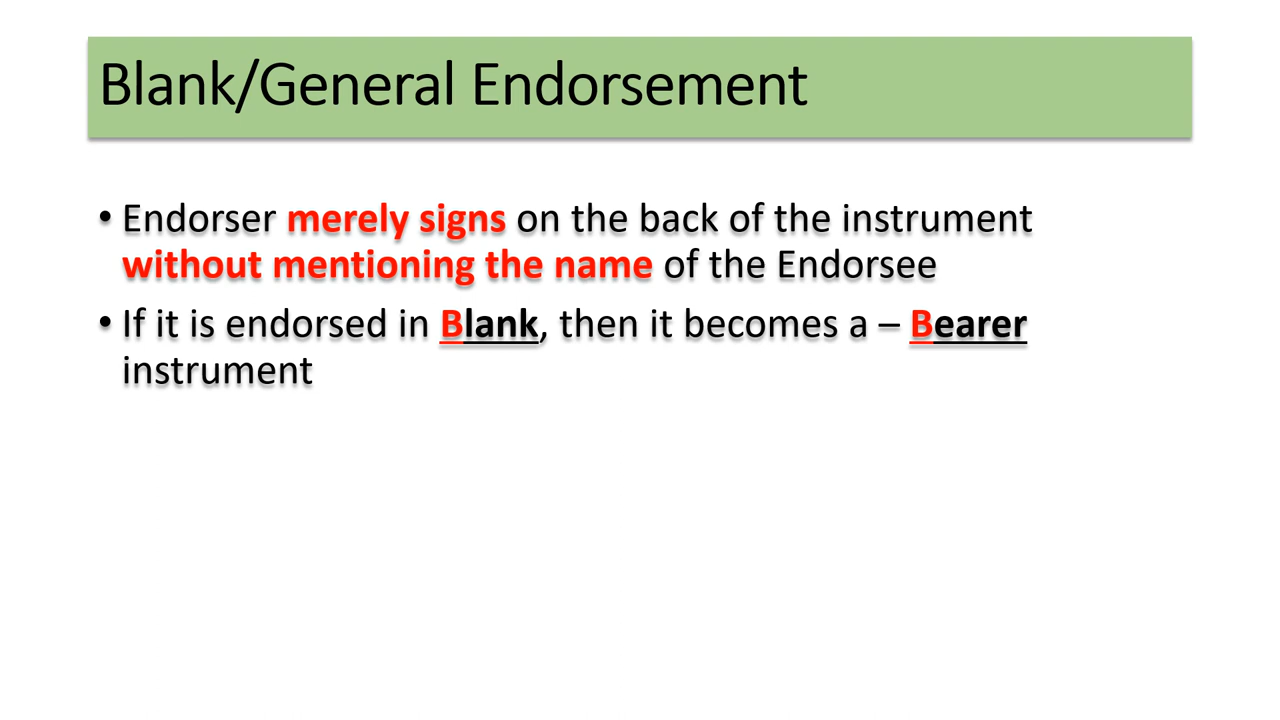 Blank/General Endorsement
• Endorser merely signs on the back of the instrument
without mentioning the name of the Endorsee
• If it is endorsed in Blank, then it becomes a – Bearer
instrument